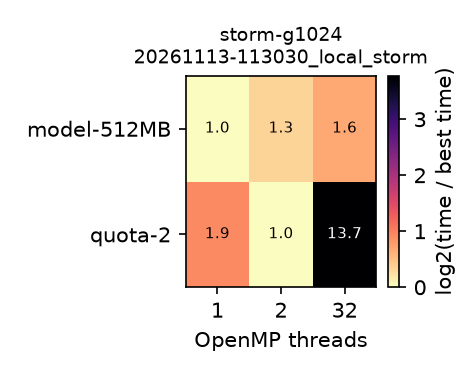 storm-g1024
20261113-113030_local_storm
model-512MB
1.0 1.3 1.6
quota-2
1.9 1.0 13.7
1 2 32
OpenMP threads
3
2
1
0
log2(time / best time)